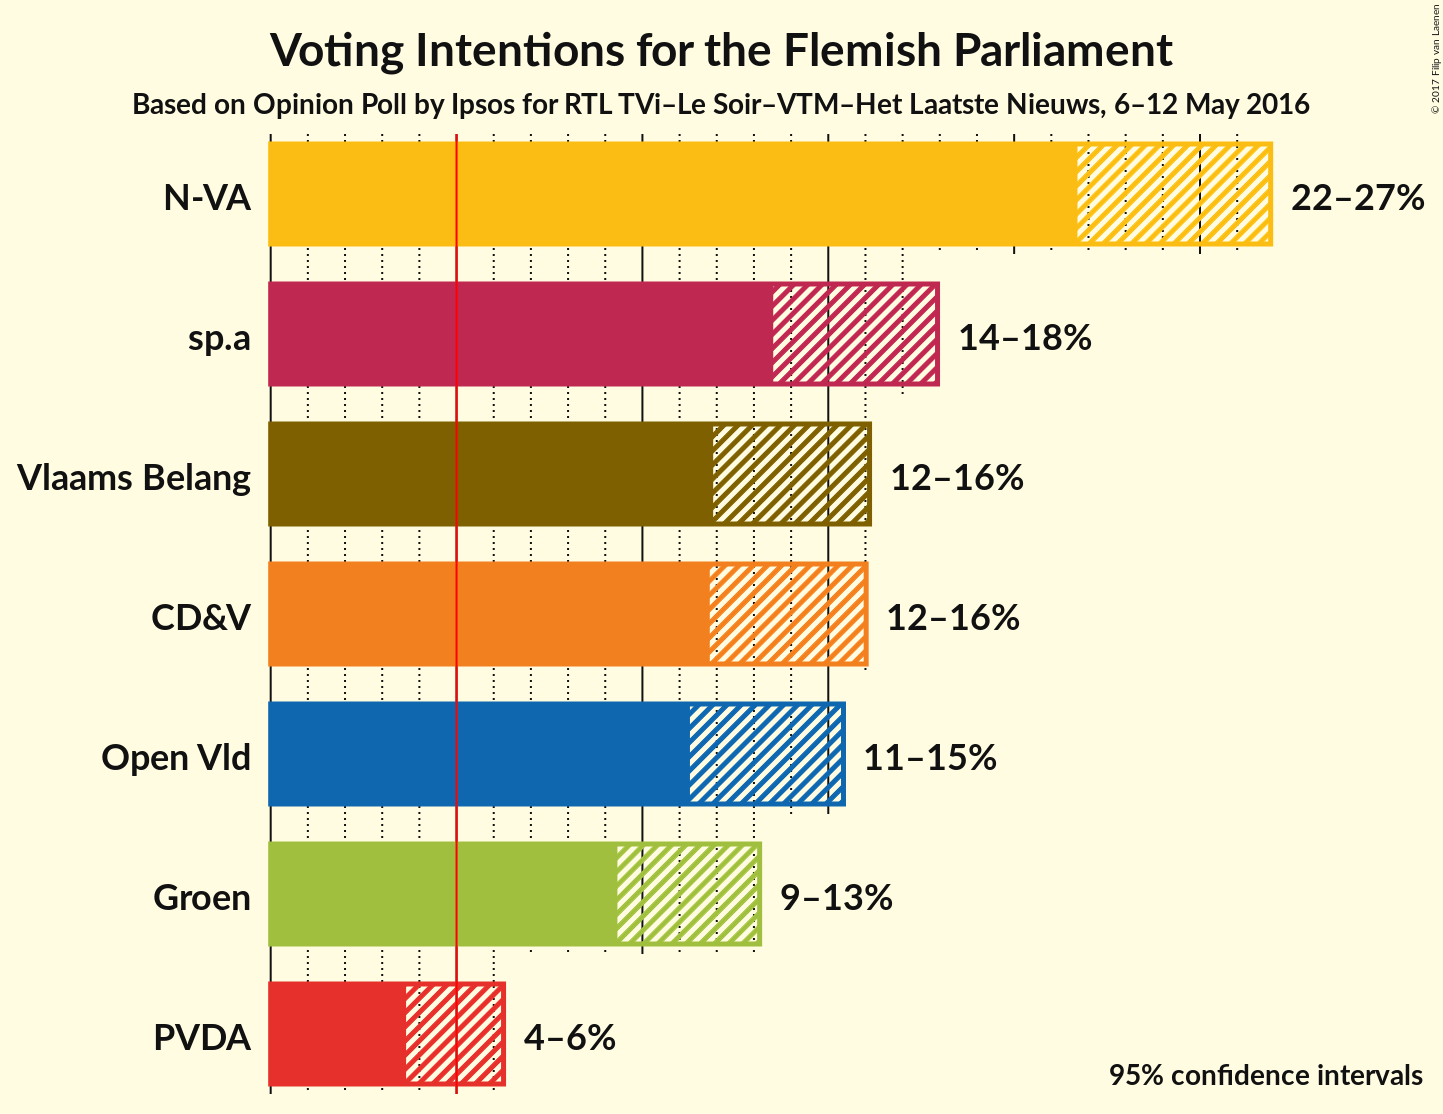 Voting Intentions for the Flemish Parliament
Based on Opinion Poll by Ipsos for RTL TVi–Le Soir–VTM–Het Laatste Nieuws, 6–12 May 2016
N-VA
22–27%
sp.a
14–18%
Vlaams Belang
12–16%
CD&V
12–16%
Open Vld
11–15%
Groen
9–13%
PVDA
4–6%
95% confidence intervals
© 2017 Filip van Laenen